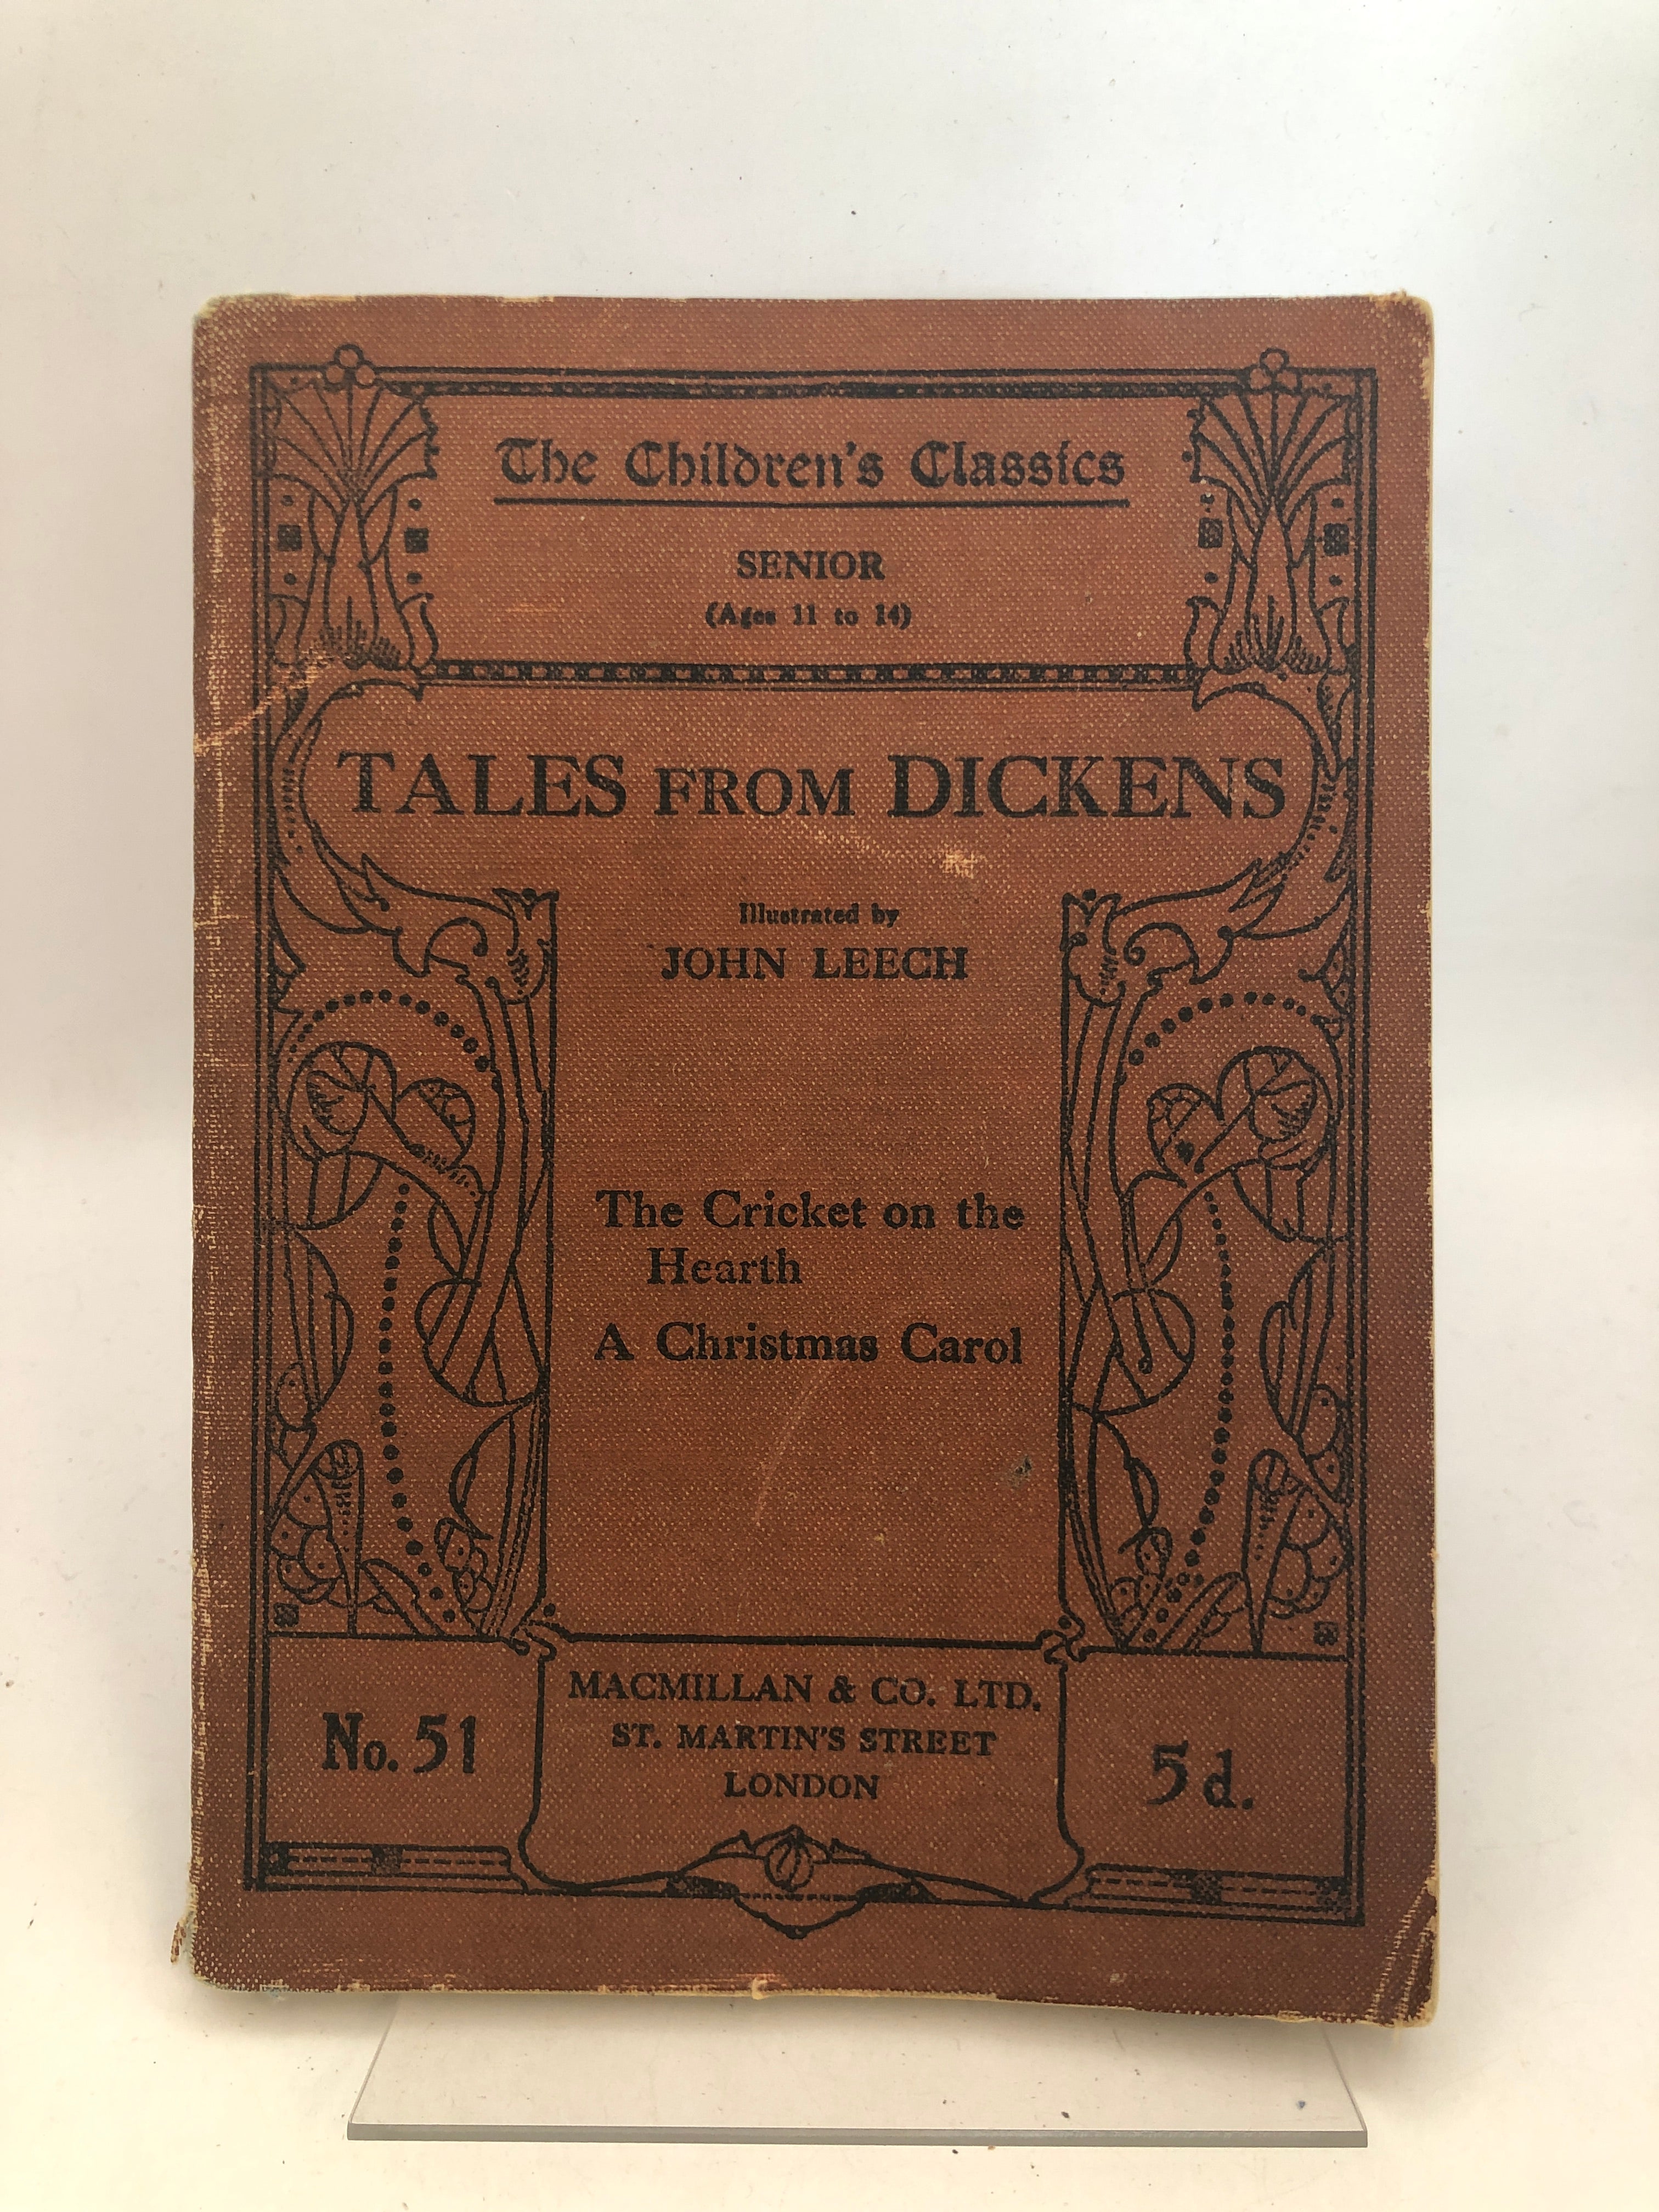 The Children's Classics
SENIOR
(Ages 11 to 14)
TALES FROM DICKENS
Illustrated by
JOHN LEECH
The Cricket on the
Hearth
A Christmas Carol
No. 51
MACMILLAN & CO. LTD.
ST. MARTIN'S STREET
LONDON
5d.